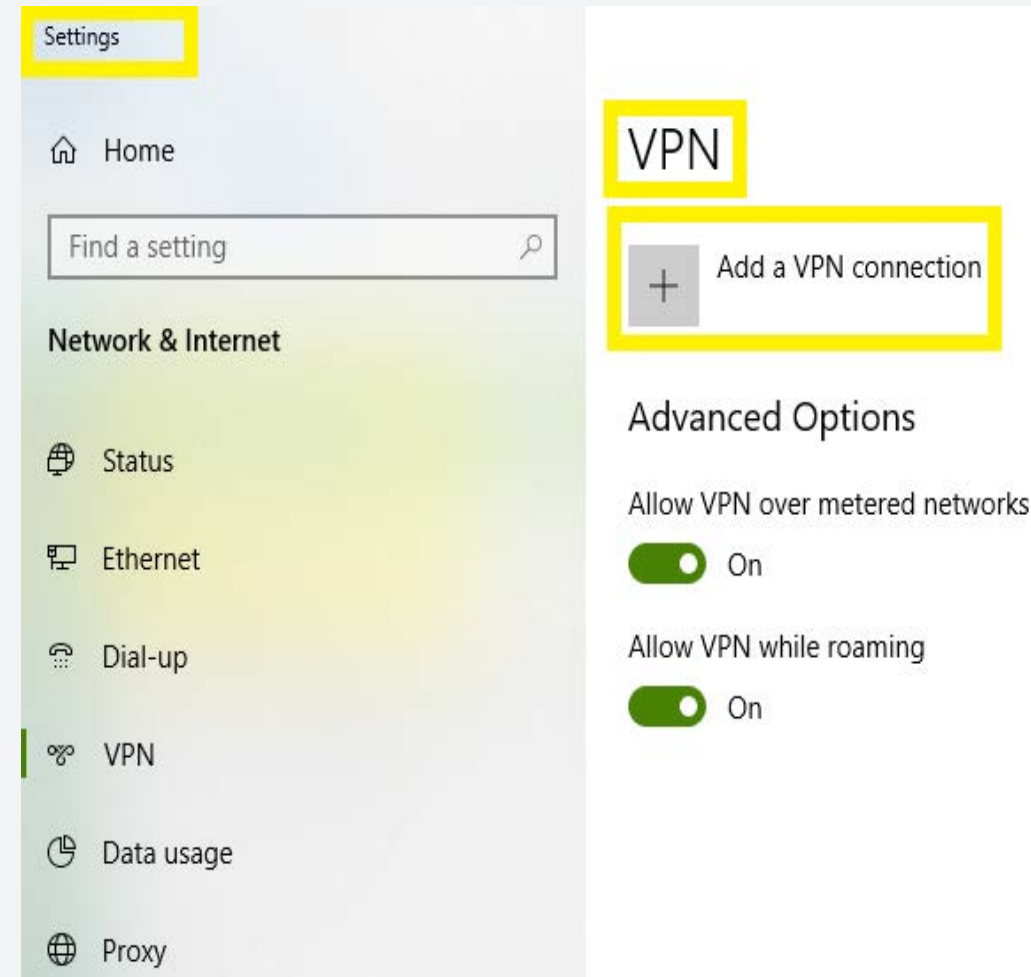 Settings
Home
Find a setting
Network & Internet
Status
Ethernet
Dial-up
VPN
Data usage
Proxy
VPN
Add a VPN connection
Advanced Options
Allow VPN over metered networks
On
Allow VPN while roaming
On